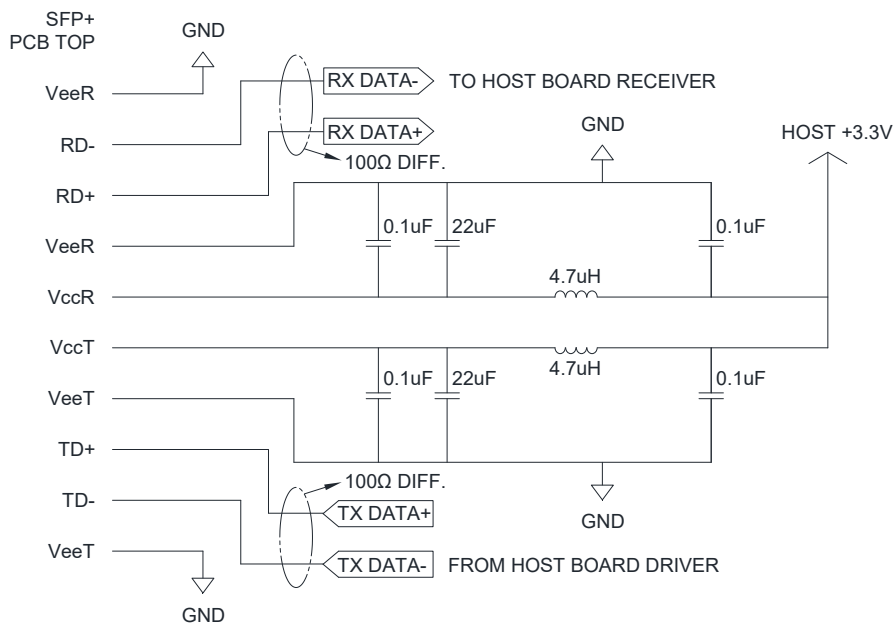 SFP+
PCB TOP
GND
VeeR
RX DATA-
TO HOST BOARD RECEIVER
RD-
RX DATA+
GND
HOST +3.3V
100Ω DIFF.
RD+
VeeR
0.1uF
22uF
0.1uF
4.7uH
VccR
VccT
4.7uH
0.1uF
22uF
0.1uF
VeeT
TD+
100Ω DIFF.
TD-
TX DATA+
GND
VeeT
TX DATA-
FROM HOST BOARD DRIVER
GND